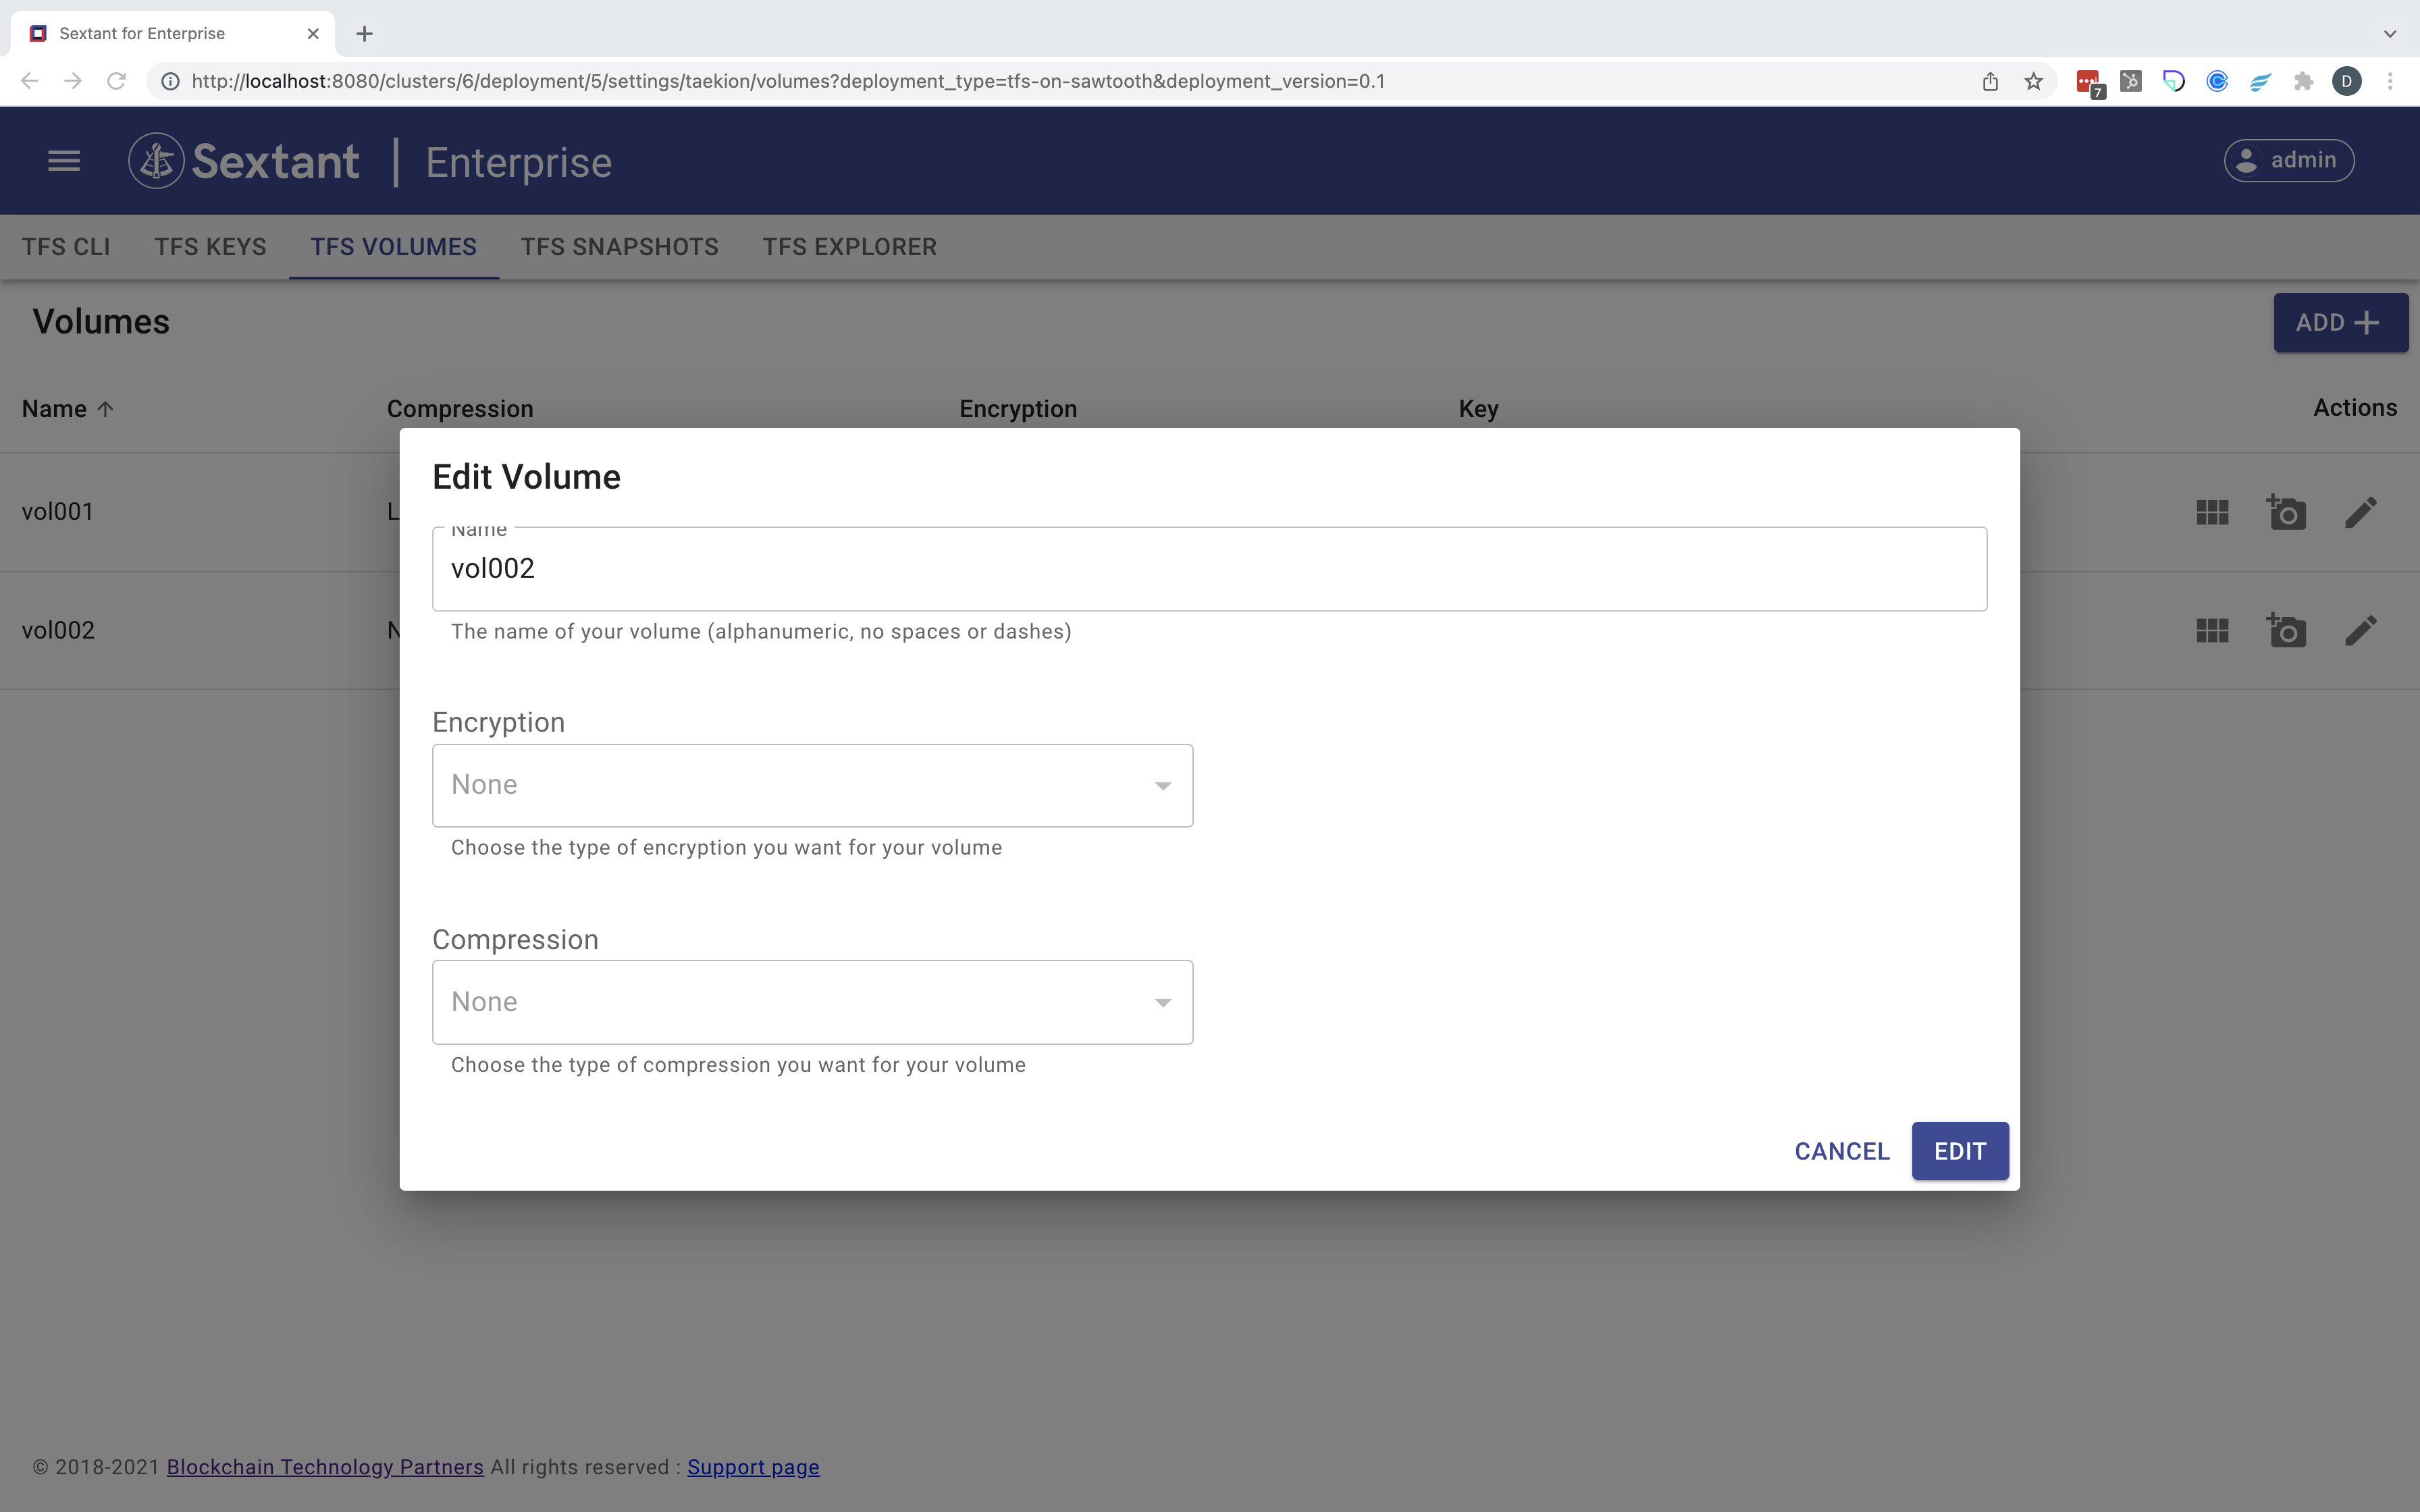 Sextant for Enterprise
http://localhost:8080/clusters/6/deployment/5/settings/taekion/volumes?deployment_type=tfs-on-sawtooth&deployment_version=0.1
7
D
Sextant | Enterprise
admin
TFS CLI TFS KEYS TFS VOLUMES TFS SNAPSHOTS TFS EXPLORER
Volumes
ADD
Name Compression Encryption Key Actions
vol001 L
vol002 N
Edit Volume
Name
vol002
The name of your volume (alphanumeric, no spaces or dashes)
Encryption
None
Choose the type of encryption you want for your volume
Compression
None
Choose the type of compression you want for your volume
CANCEL EDIT
© 2018-2021 Blockchain Technology Partners All rights reserved : Support page